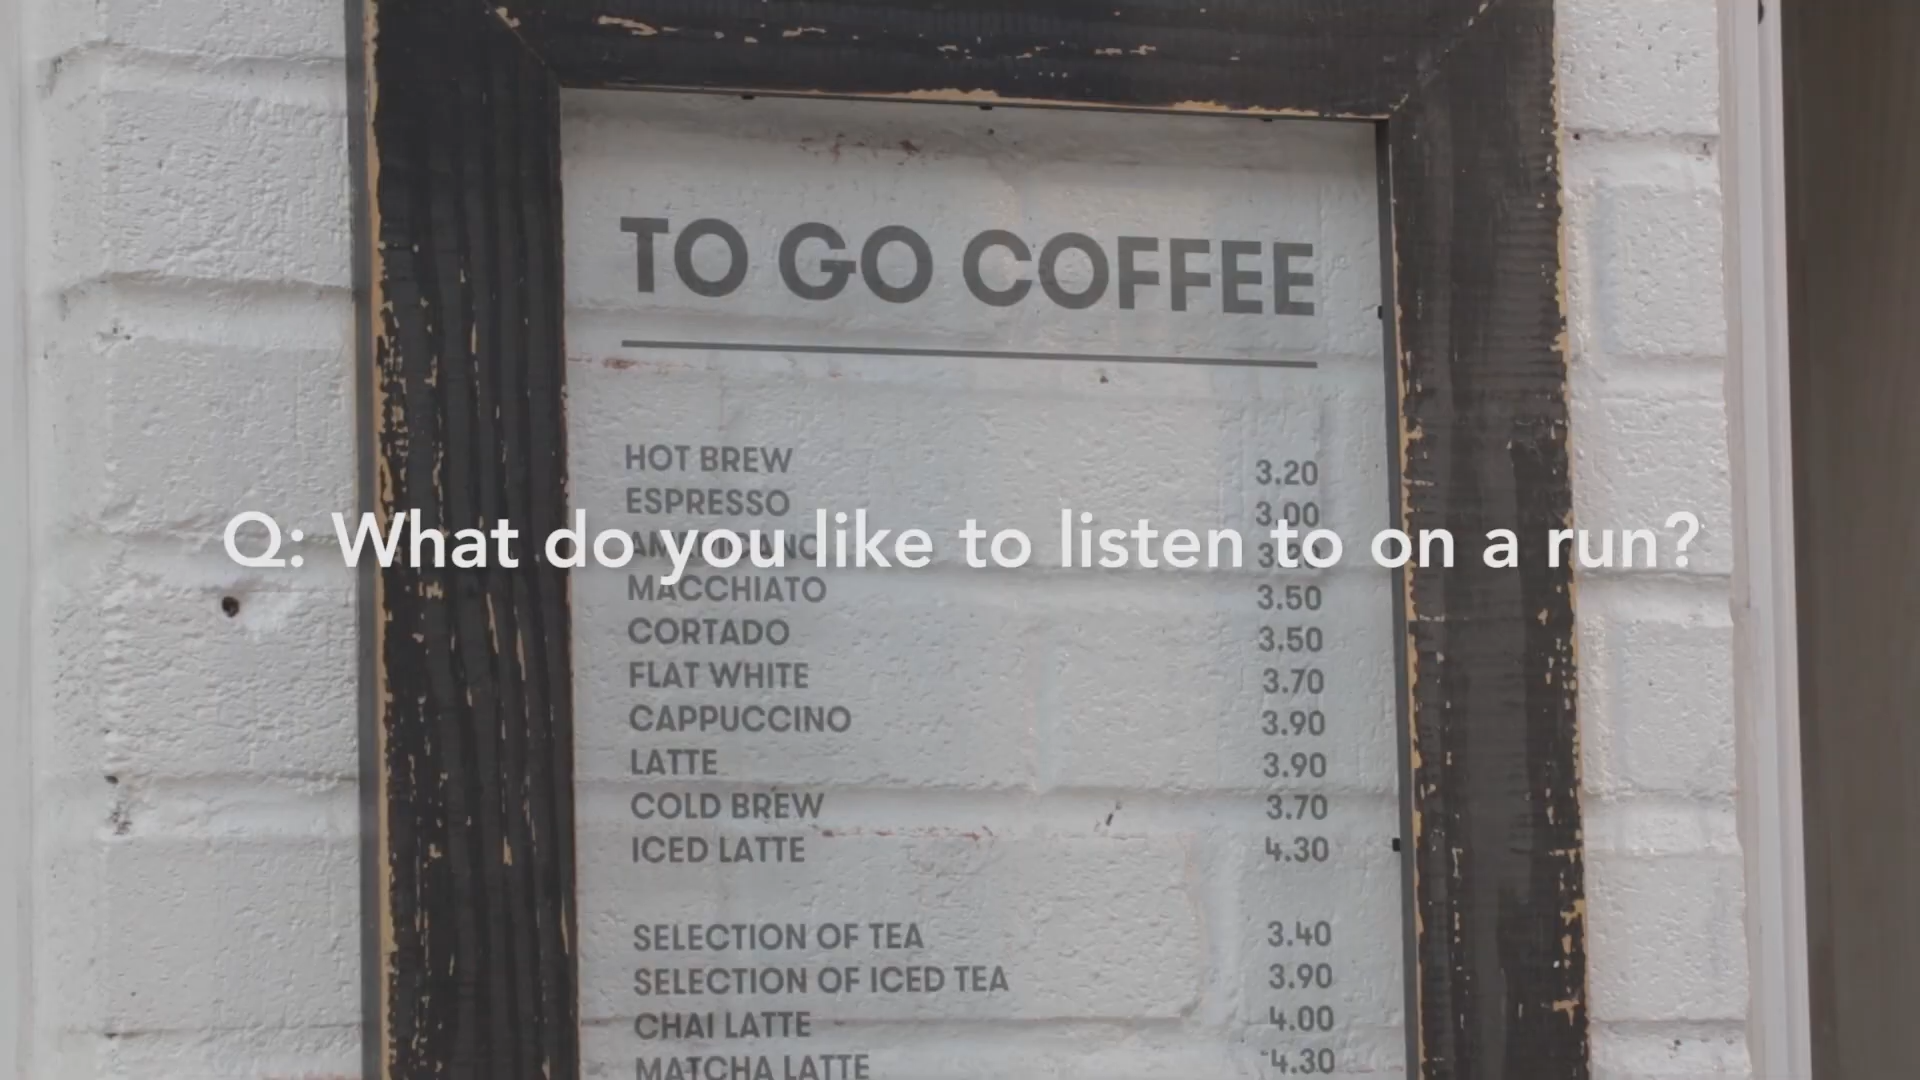 TO GO COFFEE
HOT BREW 3.20
ESPRESSO 3.00
Q: What do you like to listen to on a run?
AMERICANO 3.20
MACCHIATO 3.50
CORTADO 3.50
FLAT WHITE 3.70
CAPPUCCINO 3.90
LATTE 3.90
COLD BREW 3.70
ICED LATTE 4.30
SELECTION OF TEA 3.40
SELECTION OF ICED TEA 3.90
CHAI LATTE 4.00
MATCHA LATTE 4.30